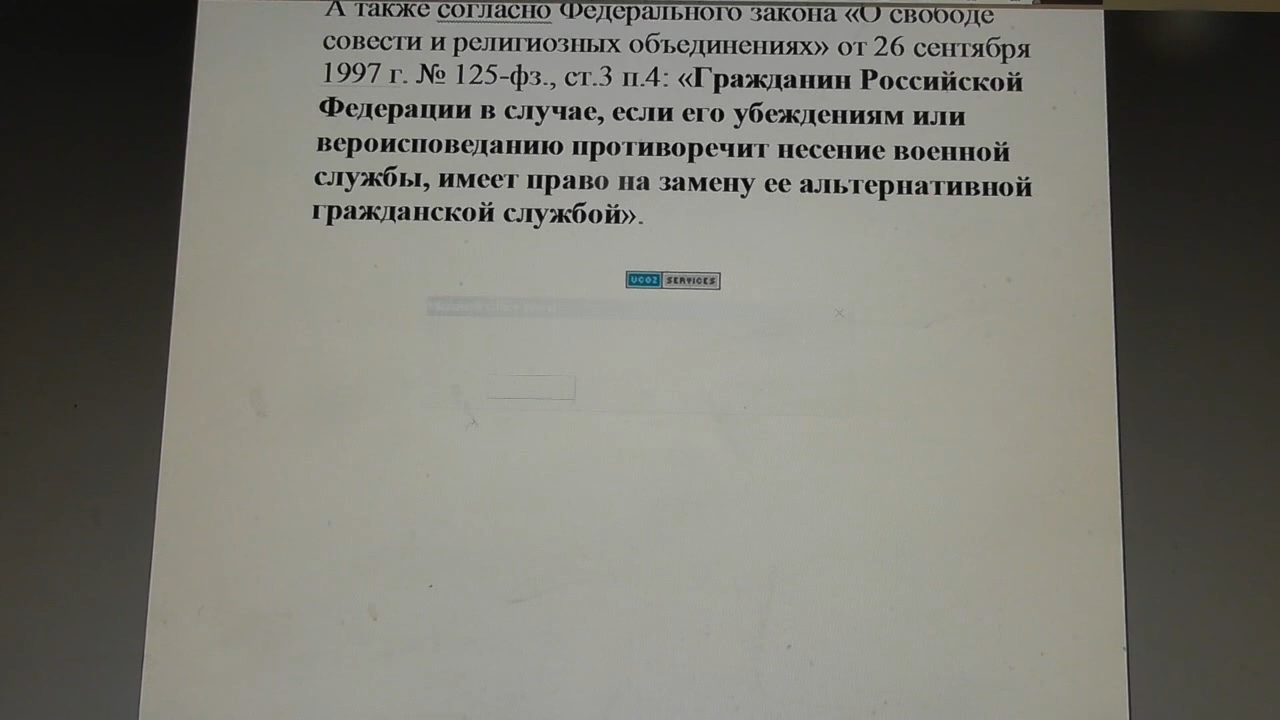 А также согласно Федерального закона «О свободе
совести и религиозных объединениях» от 26 сентября
1997 г. № 125-фз., ст.3 п.4: «Гражданин Российской
Федерации в случае, если его убеждениям или
вероисповеданию противоречит несение военной
службы, имеет право на замену ее альтернативной
гражданской службой».
UCOZ SERVICES